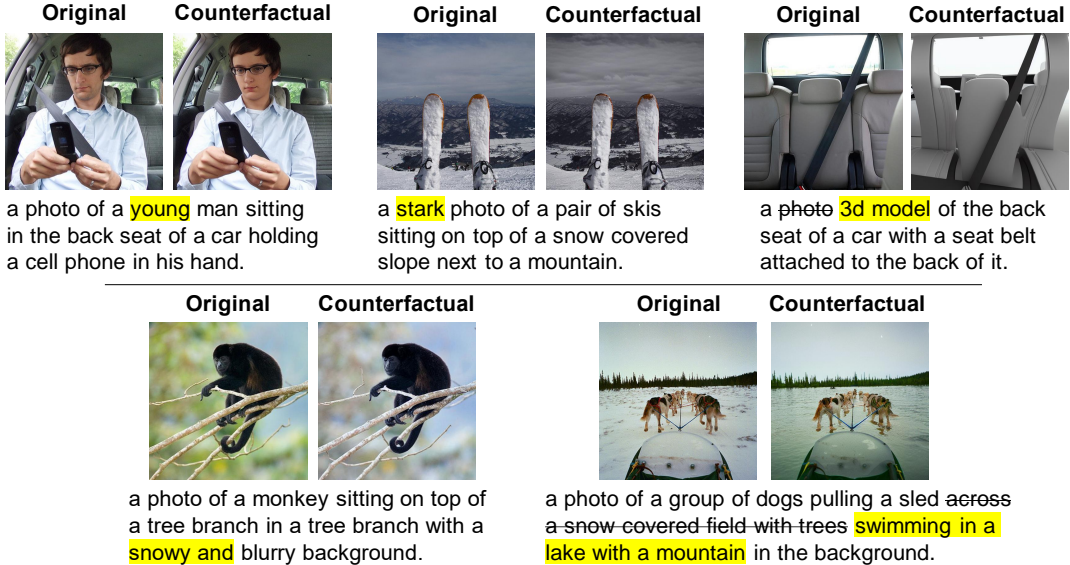 Original Counterfactual Original Counterfactual Original Counterfactual
a photo of a young man sitting
in the back seat of a car holding
a cell phone in his hand.
a stark photo of a pair of skis
sitting on top of a snow covered
slope next to a mountain.
a photo 3d model of the back
seat of a car with a seat belt
attached to the back of it.
Original Counterfactual Original Counterfactual
a photo of a monkey sitting on top of
a tree branch in a tree branch with a
snowy and blurry background.
a photo of a group of dogs pulling a sled across
a snow covered field with trees swimming in a
lake with a mountain in the background.